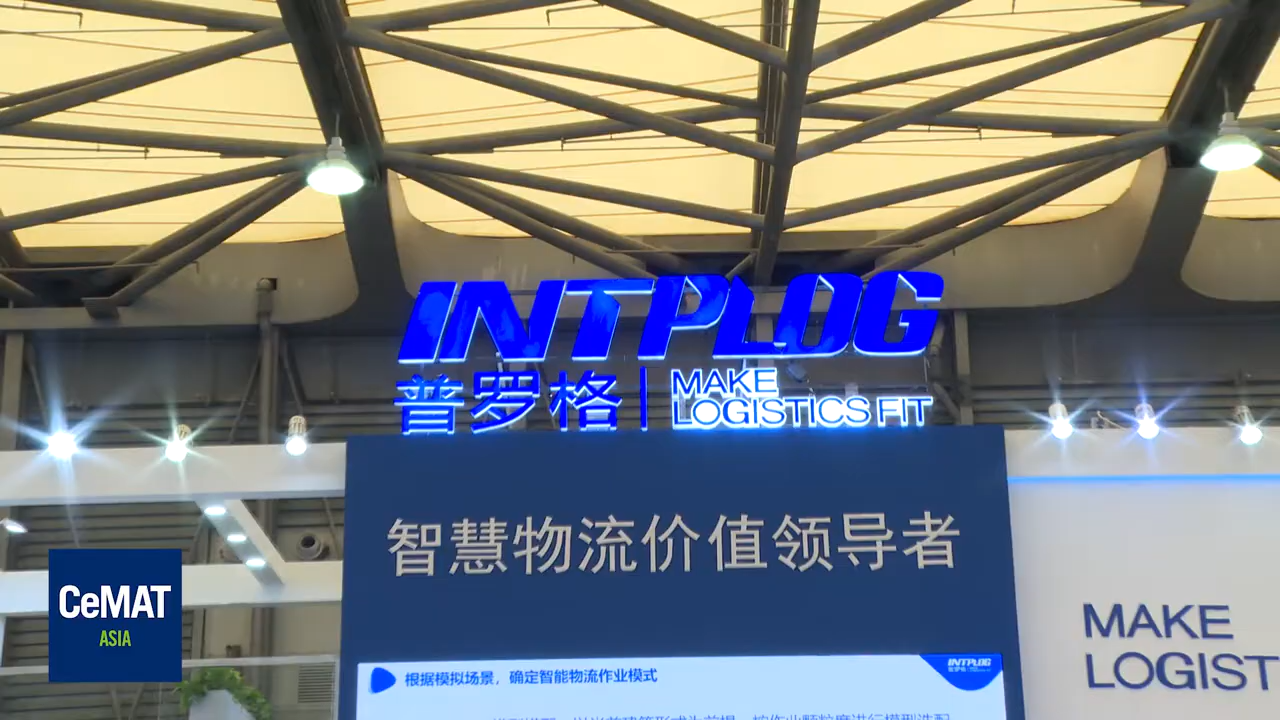 INTPLOG
普罗格
MAKE
LOGISTICS FIT
智慧物流价值领导者
CeMAT
ASIA
MAKE
LOGIST
根据模拟场景，确定智能物流作业模式
INTPLOG